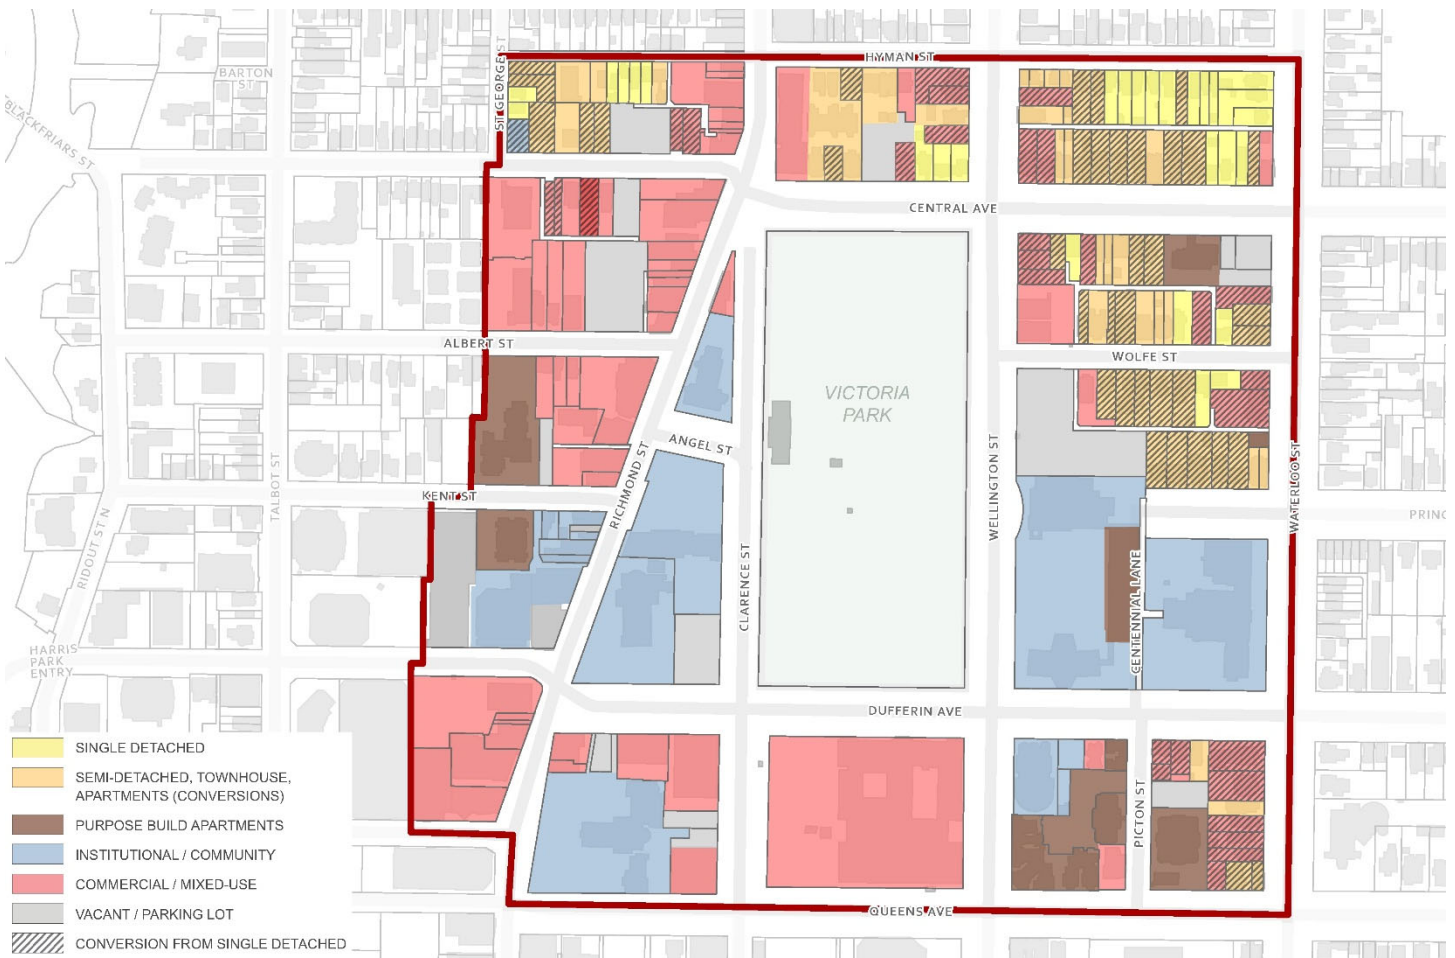 HYMAN ST
ST GEORGE ST
BARTON
ST
BLACKFRIARS ST
CENTRAL AVE
ALBERT ST
WOLFE ST
VICTORIA
PARK
ANGEL ST
RICHMOND ST
KENT ST
TALBOT ST
RIDOUT ST N
CLARENCE ST
WELLINGTON ST
WATERLOO ST
PRINC
CENTENNIAL LANE
HARRIS
PARK
ENTRY
DUFFERIN AVE
PICTON ST
QUEENS AVE
SINGLE DETACHED
SEMI-DETACHED, TOWNHOUSE,
APARTMENTS (CONVERSIONS)
PURPOSE BUILD APARTMENTS
INSTITUTIONAL / COMMUNITY
COMMERCIAL / MIXED-USE
VACANT / PARKING LOT
CONVERSION FROM SINGLE DETACHED